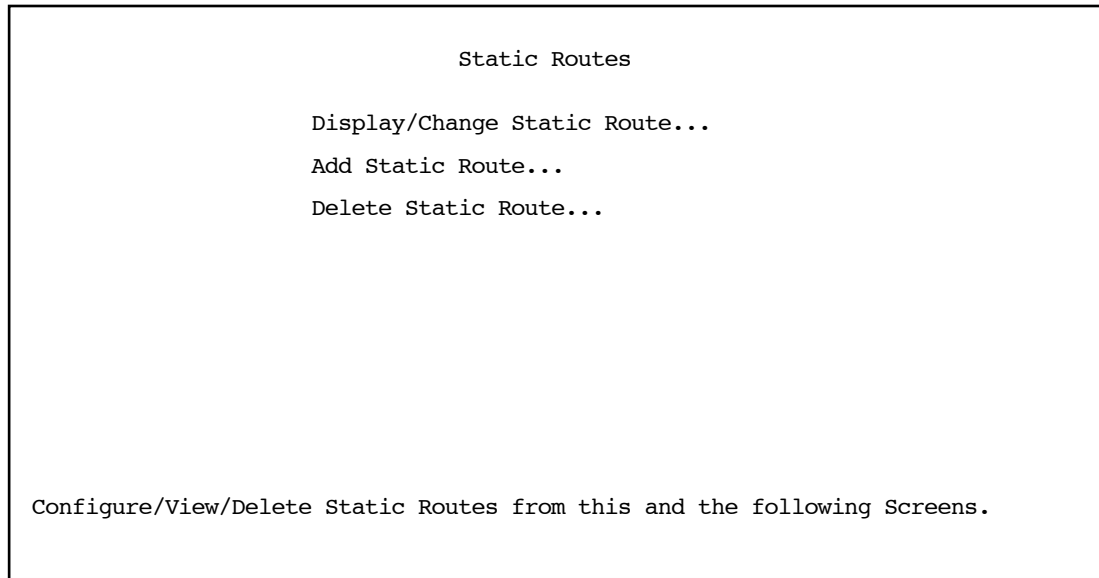 Static Routes
Display/Change Static Route...
Add Static Route...
Delete Static Route...
Configure/View/Delete Static Routes from this and the following Screens.